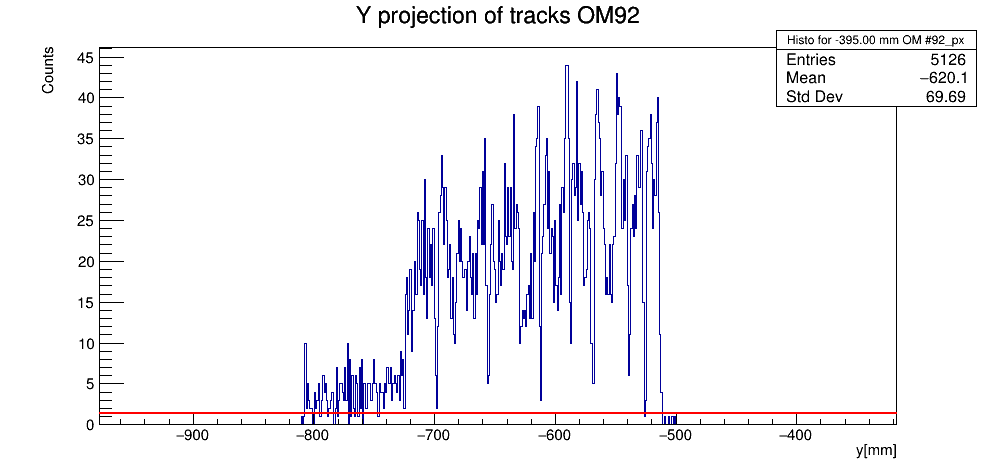 Y projection of tracks OM92
Histo for -395.00 mm OM #92_px
Entries 5126
Mean −620.1
Std Dev 69.69
Counts
45
40
35
30
25
20
15
10
5
0
−900 −800 −700 −600 −500 −400
y[mm]